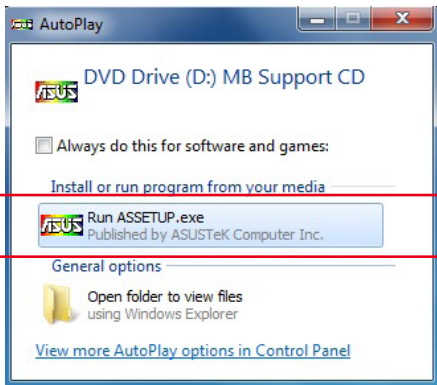 AutoPlay
DVD Drive (D:) MB Support CD
Always do this for software and games:
Install or run program from your media
Run ASSETUP.exe
Published by ASUSTeK Computer Inc.
General options
Open folder to view files
using Windows Explorer
View more AutoPlay options in Control Panel